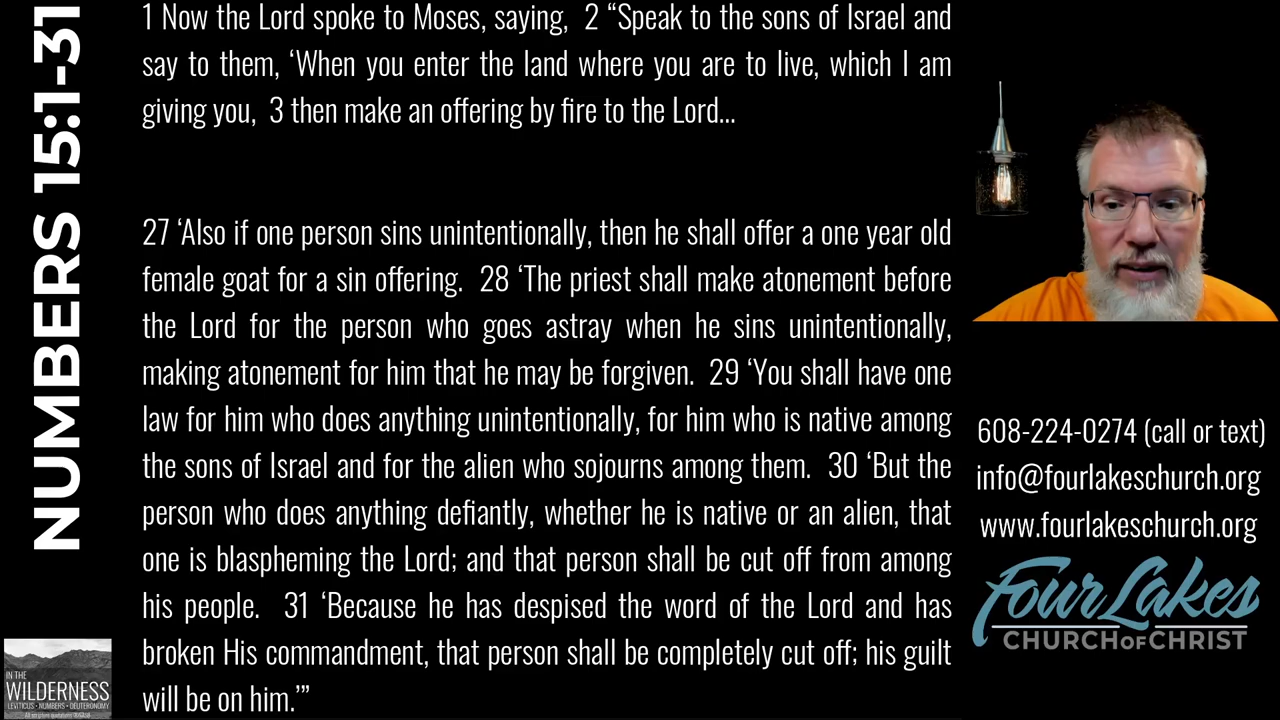 NUMBERS 15:1-31
1 Now the Lord spoke to Moses, saying,  2 “Speak to the sons of Israel and
say to them, ‘When you enter the land where you are to live, which I am
giving you,  3 then make an offering by fire to the Lord...
27 ‘Also if one person sins unintentionally, then he shall offer a one year old
female goat for a sin offering.  28 ‘The priest shall make atonement before
the Lord for the person who goes astray when he sins unintentionally,
making atonement for him that he may be forgiven.  29 ‘You shall have one
law for him who does anything unintentionally, for him who is native among
the sons of Israel and for the alien who sojourns among them.  30 ‘But the
person who does anything defiantly, whether he is native or an alien, that
one is blaspheming the Lord; and that person shall be cut off from among
his people.  31 ‘Because he has despised the word of the Lord and has
broken His commandment, that person shall be completely cut off; his guilt
will be on him.’”
608-224-0274 (call or text)
info@fourlakeschurch.org
www.fourlakeschurch.org
Four Lakes
CHURCH OF CHRIST
IN THE
WILDERNESS
LEVITICUS • NUMBERS • DEUTERONOMY